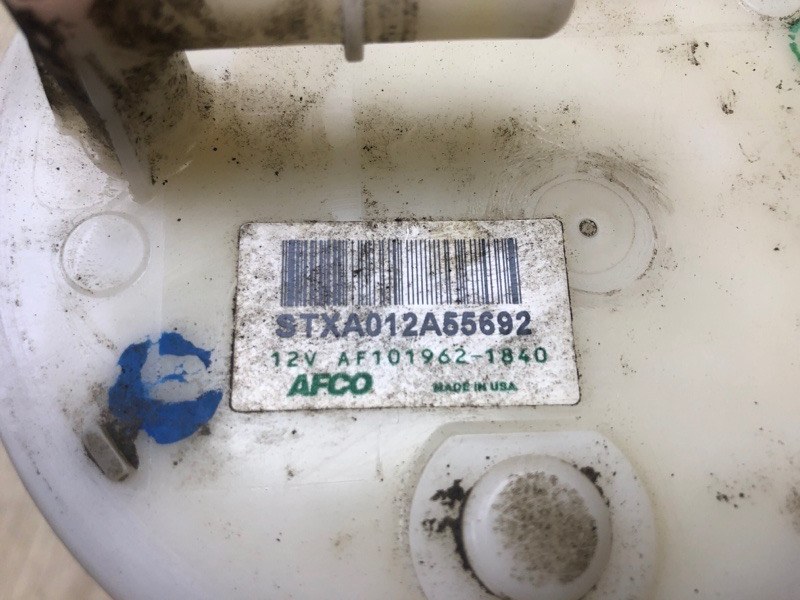 STXA012A55692
12V AF101962-1840
AFCO MADE IN USA